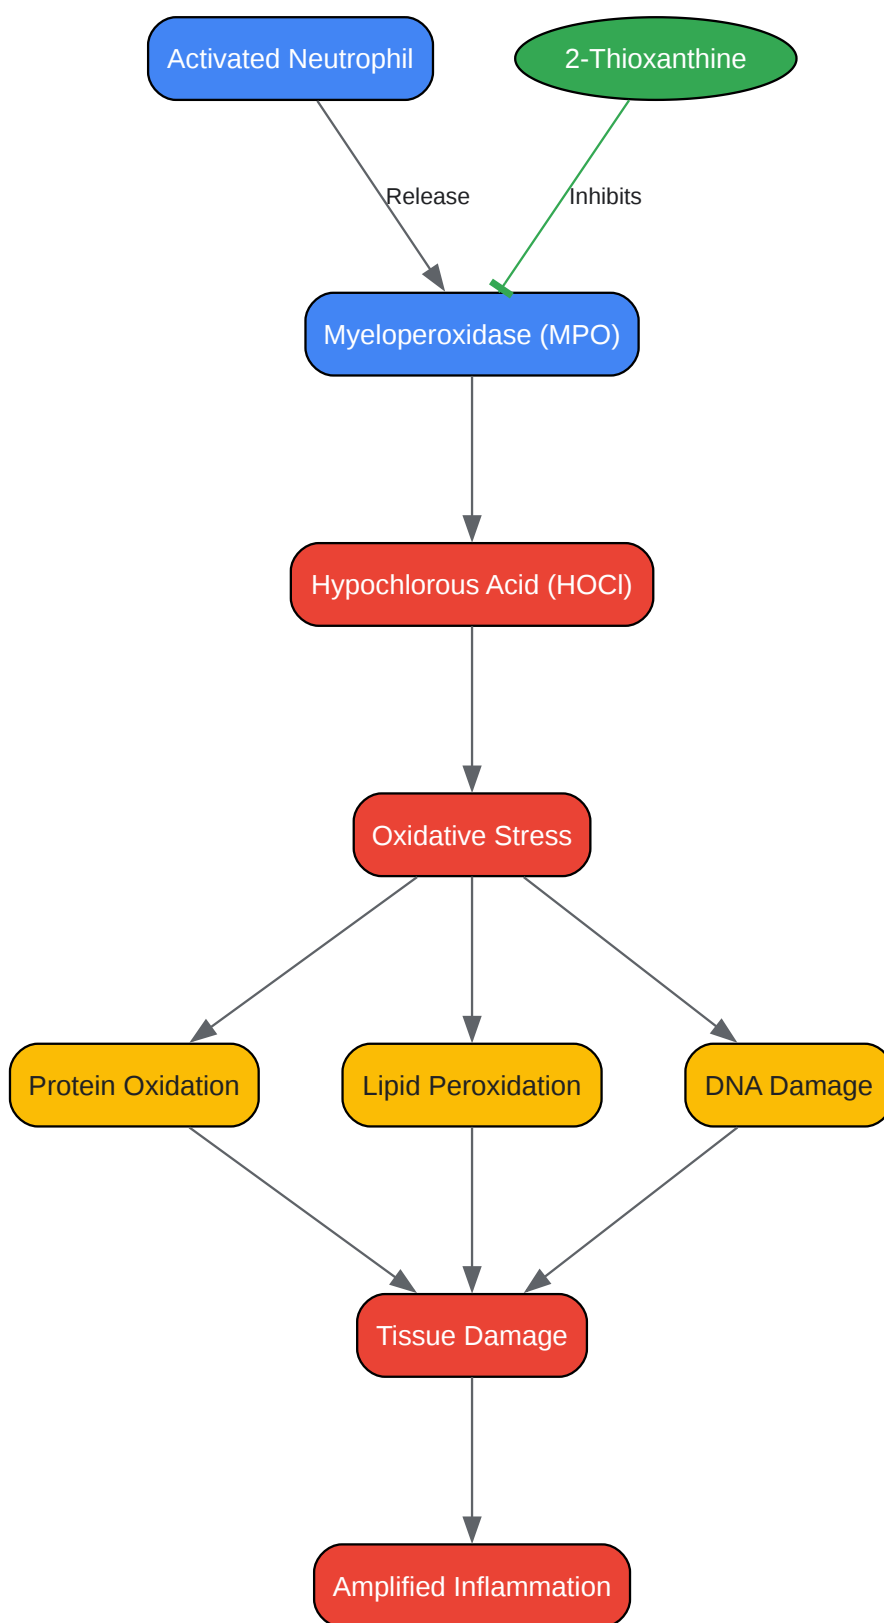 Activated Neutrophil
2-Thioxanthine
Release
Inhibits
Myeloperoxidase (MPO)
Hypochlorous Acid (HOCl)
Oxidative Stress
Protein Oxidation
Lipid Peroxidation
DNA Damage
Tissue Damage
Amplified Inflammation